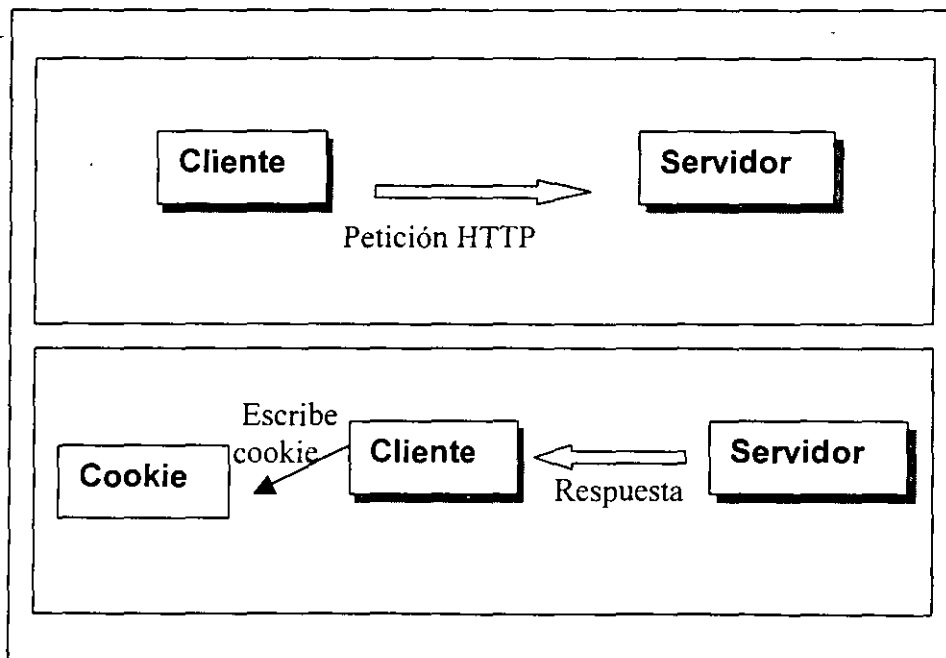 Cliente
Servidor
Petición HTTP
Escribe
cookie
Cookie
Cliente
Servidor
Respuesta